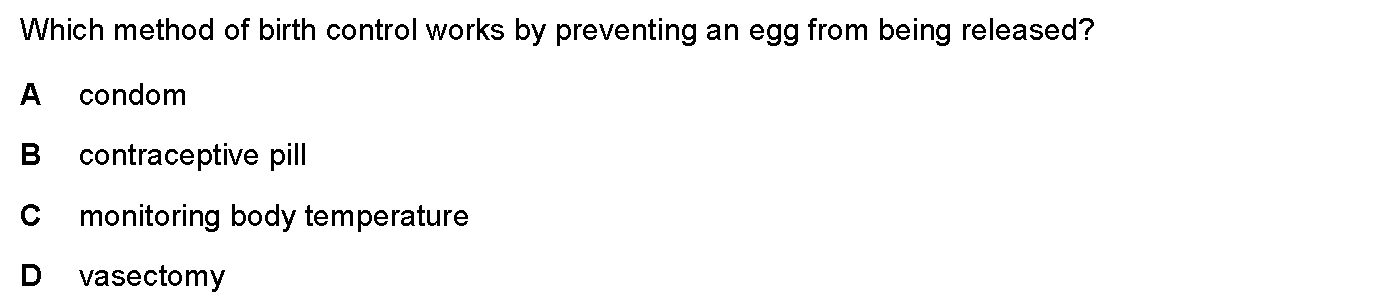 Which method of birth control works by preventing an egg from being released?
A condom
B contraceptive pill
C monitoring body temperature
D vasectomy